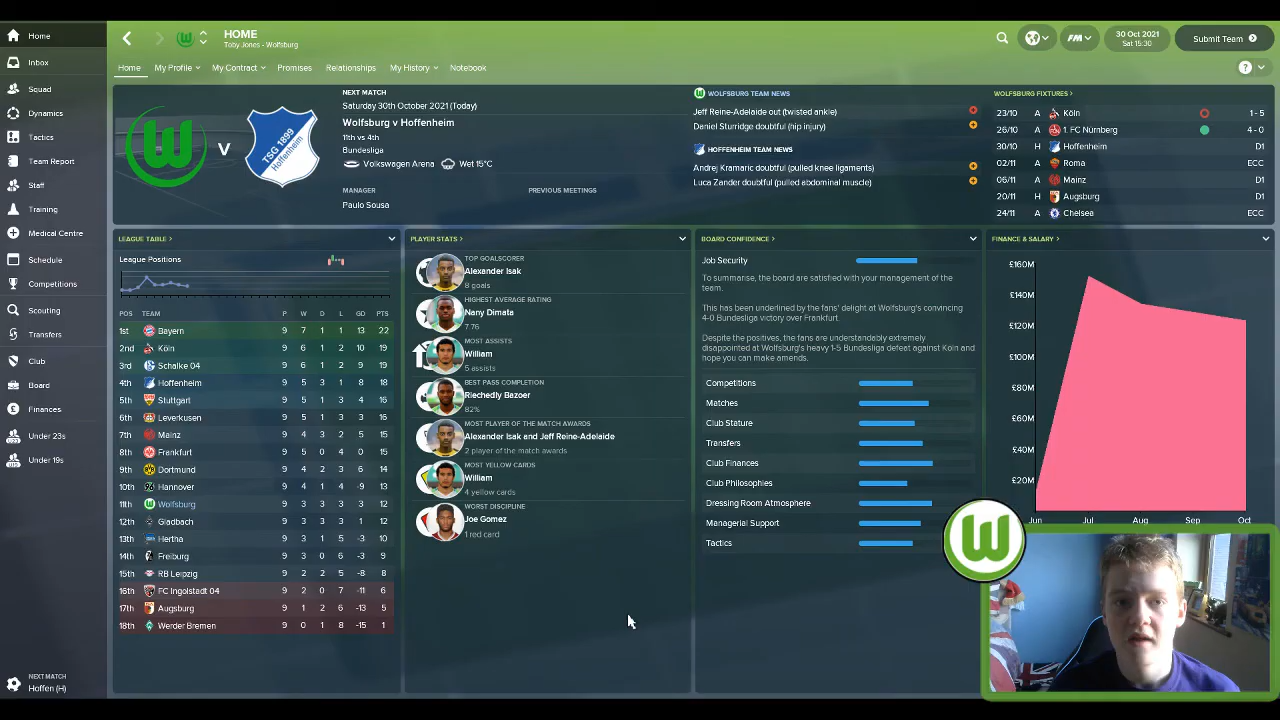 Home
HOME
Toby Jones - Wolfsburg
FM
30 Oct 2021
Sat 15:30
Submit Team
Inbox
Squad
Dynamics
Tactics
Team Report
Staff
Training
Medical Centre
Schedule
Competitions
Scouting
Transfers
Club
Board
Finances
U23s
Under 23s
U19s
Under 19s
NEXT MATCH
Hoffen (H)
Home My Profile My Contract Promises Relationships My History Notebook
?
W
V
TSG 1899
Hoffenheim
NEXT MATCH
Saturday 30th October 2021 (Today)
Wolfsburg v Hoffenheim
11th vs 4th
Bundesliga
Volkswagen Arena Wet 15°C
MANAGER PREVIOUS MEETINGS
Paulo Sousa
WOLFSBURG TEAM NEWS
Jeff Reine-Adelaide out (twisted ankle)
Daniel Sturridge doubtful (hip injury)
HOFFENHEIM TEAM NEWS
Andrej Kramaric doubtful (pulled knee ligaments)
Luca Zander doubtful (pulled abdominal muscle)
WOLFSBURG FIXTURES >
23/10 A Köln 1 - 5
26/10 A 1. FC Nürnberg 4 - 0
30/10 H Hoffenheim D1
02/11 A Roma ECC
06/11 A Mainz D1
20/11 H Augsburg D1
24/11 A Chelsea ECC
LEAGUE TABLE >
League Positions
POS TEAM P W D L GD PTS
1st Bayern 9 7 1 1 13 22
2nd Köln 9 6 1 2 10 19
3rd Schalke 04 9 6 1 2 9 19
4th Hoffenheim 9 5 3 1 8 18
5th Stuttgart 9 5 1 3 4 16
6th Leverkusen 9 5 1 3 3 16
7th Mainz 9 4 3 2 5 15
8th Frankfurt 9 5 0 4 0 15
9th Dortmund 9 4 2 3 6 14
10th Hannover 9 4 1 4 -9 13
11th Wolfsburg 9 3 3 3 3 12
12th Gladbach 9 3 3 3 1 12
13th Hertha 9 3 1 5 -3 10
14th Freiburg 9 3 0 6 -3 9
15th RB Leipzig 9 2 2 5 -8 8
16th FC Ingolstadt 04 9 2 0 7 -11 6
17th Augsburg 9 1 2 6 -13 5
18th Werder Bremen 9 0 1 8 -15 1
PLAYER STATS >
TOP GOALSCORER
Alexander Isak
8 goals
HIGHEST AVERAGE RATING
Nany Dimata
7.76
MOST ASSISTS
William
5 assists
BEST PASS COMPLETION
Riechedly Bazoer
82%
MOST PLAYER OF THE MATCH AWARDS
Alexander Isak and Jeff Reine-Adelaide
2 player of the match awards
MOST YELLOW CARDS
William
4 yellow cards
WORST DISCIPLINE
Joe Gomez
1 red card
BOARD CONFIDENCE >
Job Security
To summarise, the board are satisfied with your management of the
team.
This has been underlined by the fans' delight at Wolfsburg's convincing
4-0 Bundesliga victory over Frankfurt.
Despite the positives, the fans are understandably extremely
disappointed at Wolfsburg's heavy 1-5 Bundesliga defeat against Köln and
hope you can make amends.
Competitions
Matches
Club Stature
Transfers
Club Finances
Club Philosophies
Dressing Room Atmosphere
Managerial Support
Tactics
FINANCE & SALARY >
£160M
£140M
£120M
£100M
£80M
£60M
£40M
£20M
Jun Jul Aug Sep Oct
W